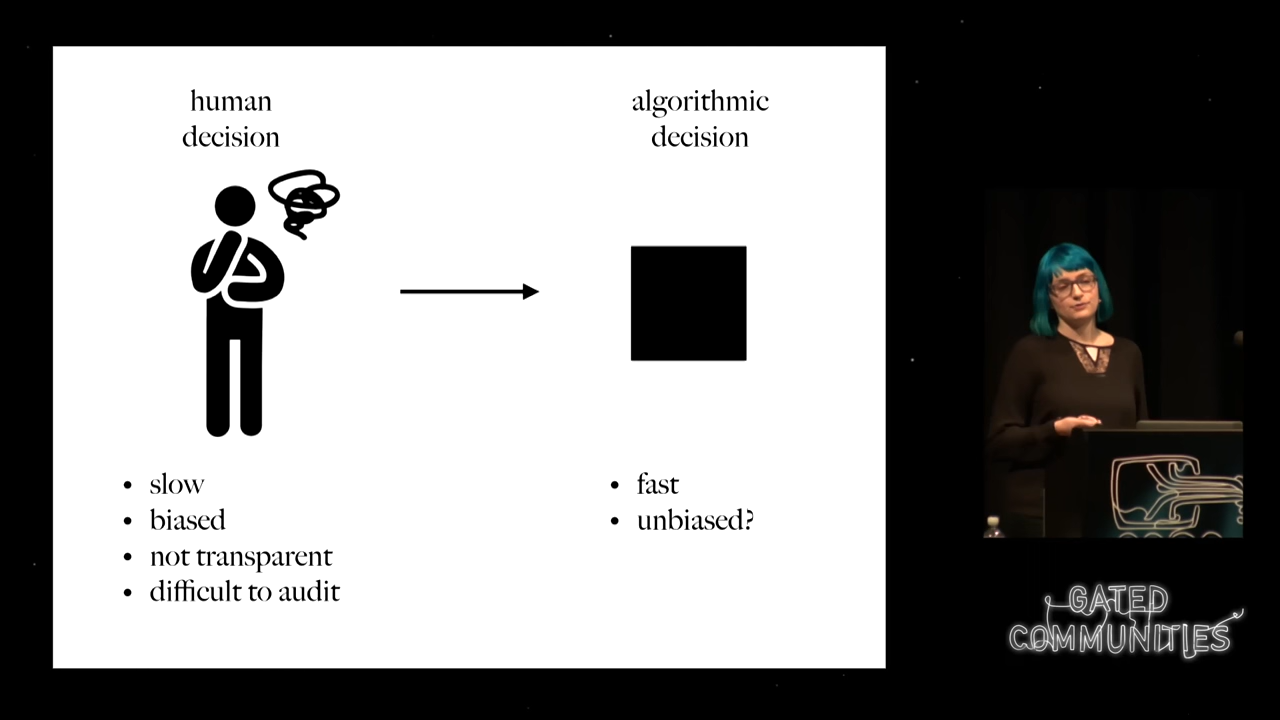 human
decision
algorithmic
decision
• slow
• biased
• not transparent
• difficult to audit
• fast
• unbiased?
GATED
COMMUNITIES